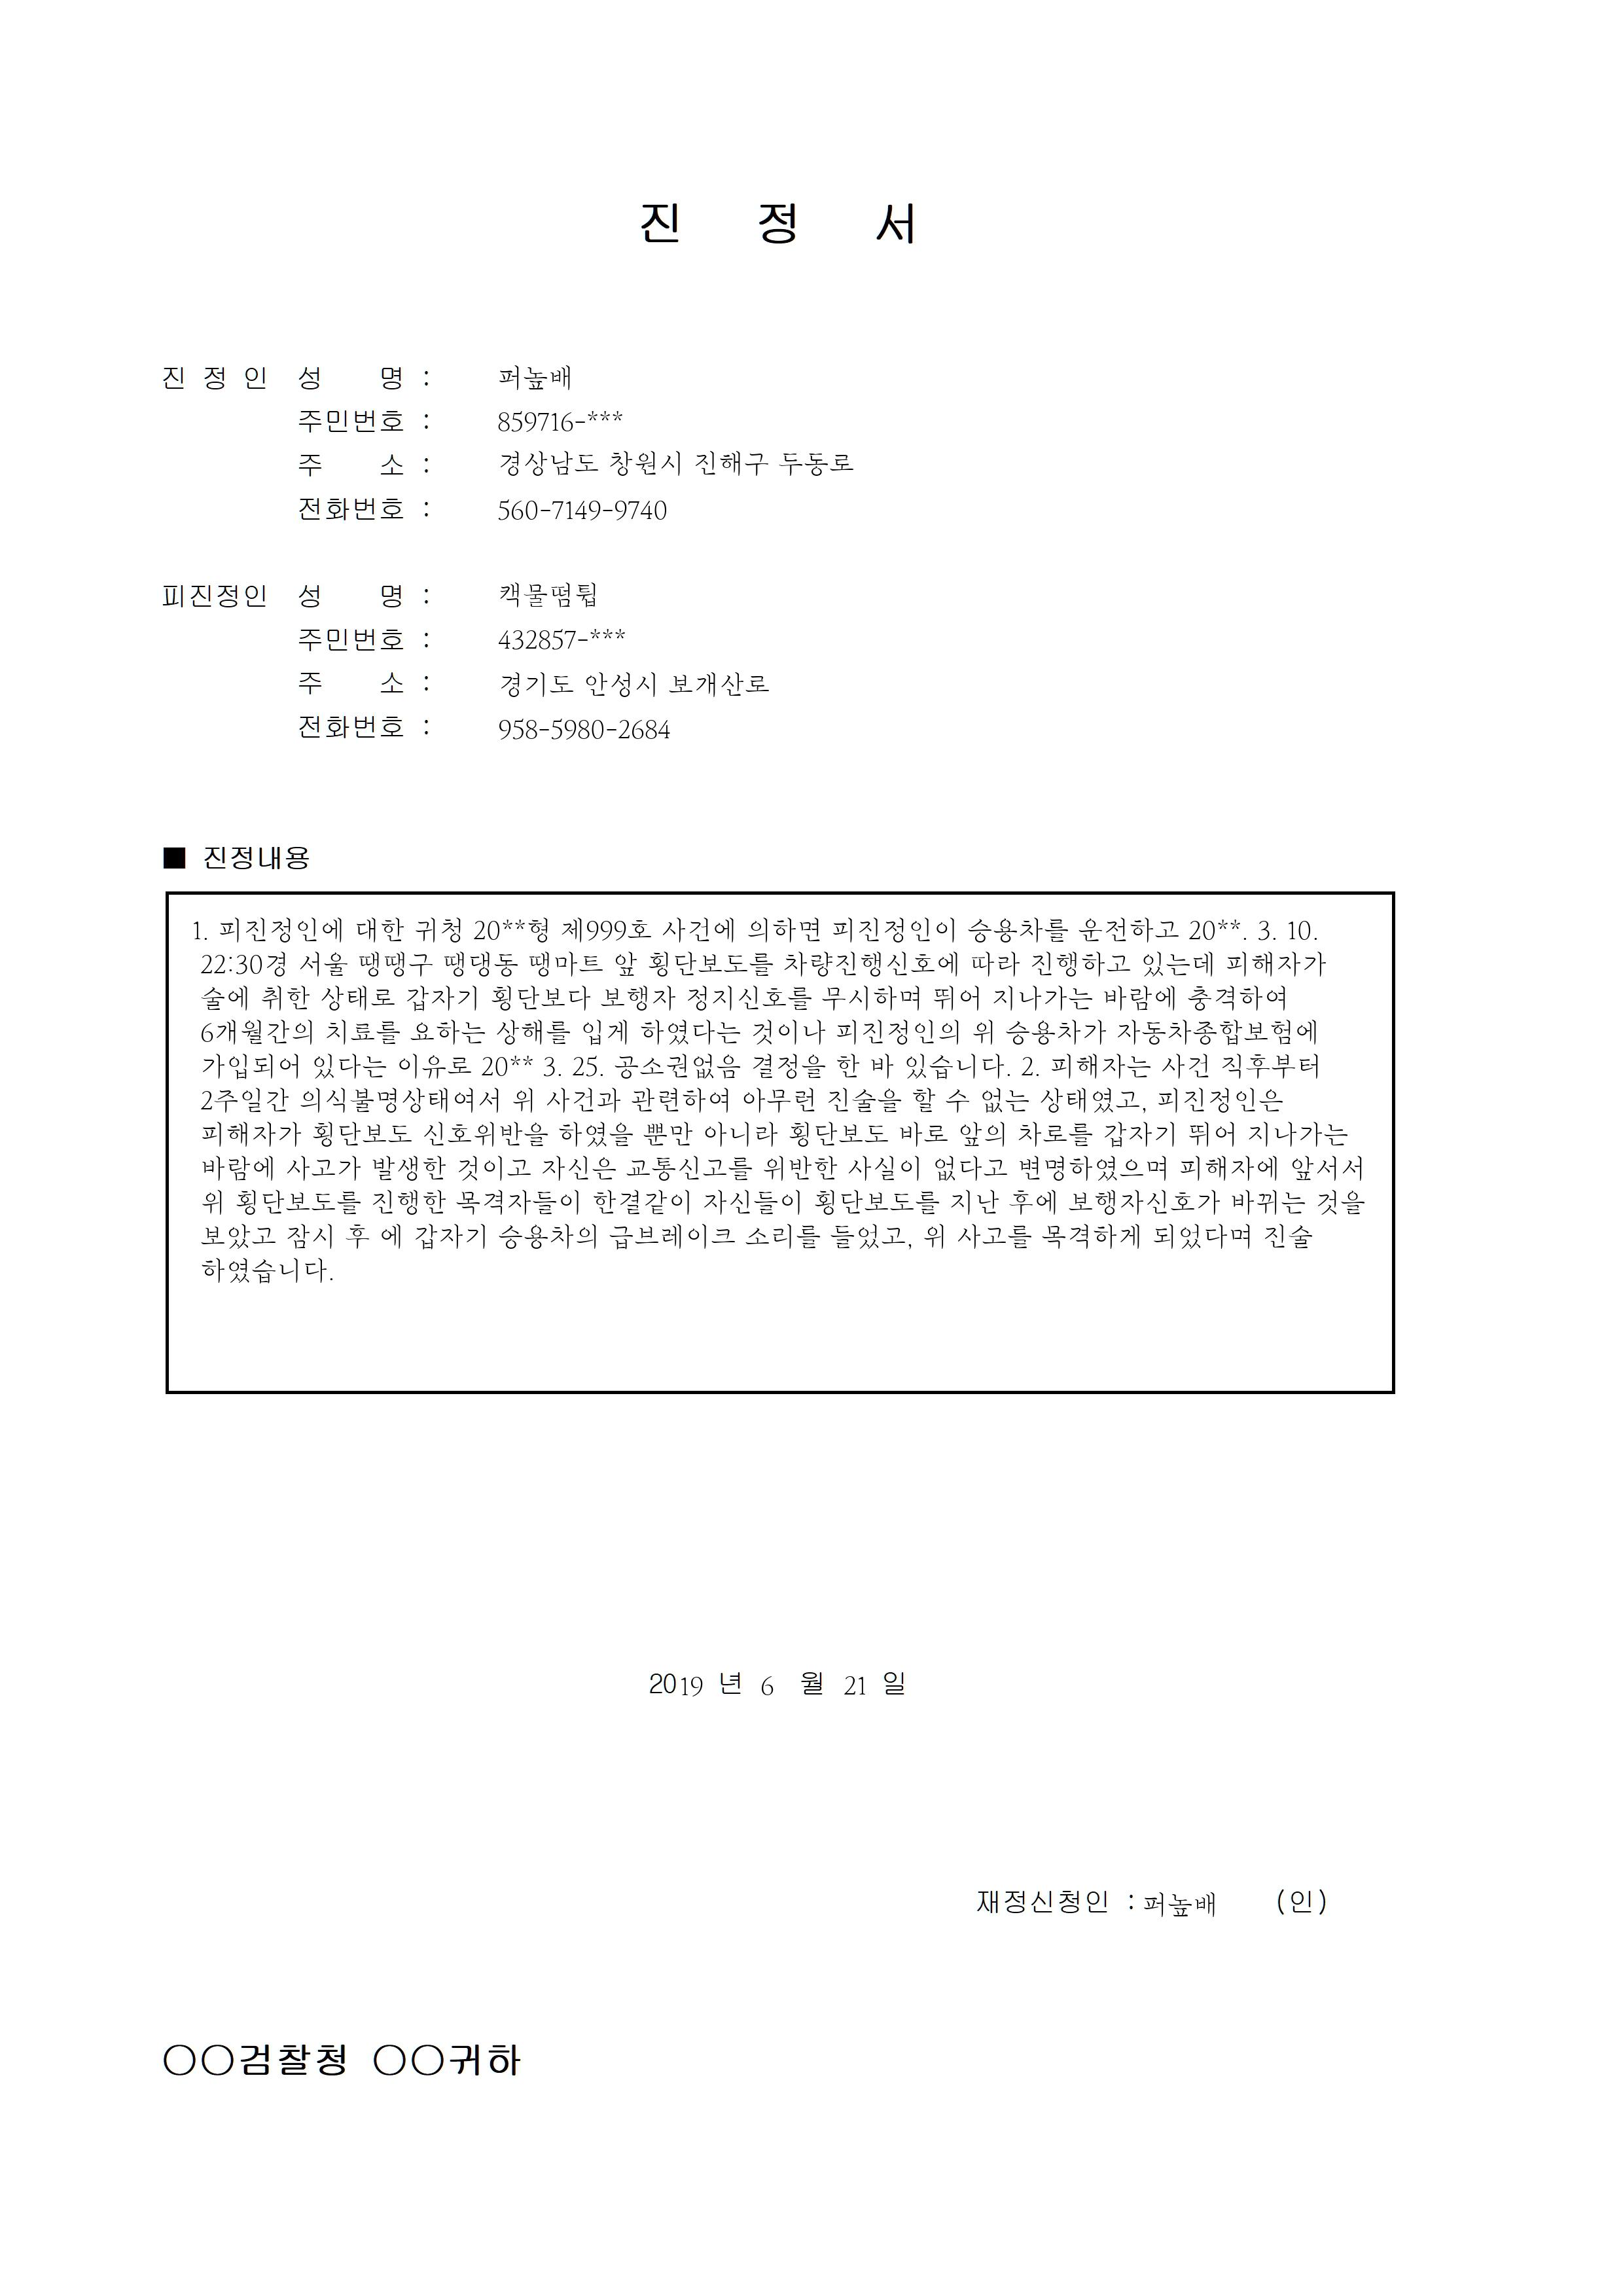 진 정 서
진 정 인 성 명 : 퍼높배
주민번호 : 859716-***
주 소 : 경상남도 창원시 진해구 두동로
전화번호 : 560-7149-9740
피진정인 성 명 : 캑물떰튑
주민번호 : 432857-***
주 소 : 경기도 안성시 보개산로
전화번호 : 958-5980-2684
■ 진정내용
1. 피진정인에 대한 귀청 20**형 제999호 사건에 의하면 피진정인이 승용차를 운전하고 20**. 3. 10.
22:30경 서울 땡땡구 땡댕동 땡마트 앞 횡단보도를 차량진행신호에 따라 진행하고 있는데 피해자가
술에 취한 상태로 갑자기 횡단보다 보행자 정지신호를 무시하며 뛰어 지나가는 바람에 충격하여
6개월간의 치료를 요하는 상해를 입게 하였다는 것이나 피진정인의 위 승용차가 자동차종합보험에
가입되어 있다는 이유로 20** 3. 25. 공소권없음 결정을 한 바 있습니다. 2. 피해자는 사건 직후부터
2주일간 의식불명상태여서 위 사건과 관련하여 아무런 진술을 할 수 없는 상태였고, 피진정인은
피해자가 횡단보도 신호위반을 하였을 뿐만 아니라 횡단보도 바로 앞의 차로를 갑자기 뛰어 지나가는
바람에 사고가 발생한 것이고 자신은 교통신고를 위반한 사실이 없다고 변명하였으며 피해자에 앞서서
위 횡단보도를 진행한 목격자들이 한결같이 자신들이 횡단보도를 지난 후에 보행자신호가 바뀌는 것을
보았고 잠시 후 에 갑자기 승용차의 급브레이크 소리를 들었고, 위 사고를 목격하게 되었다며 진술
하였습니다.
2019 년 6 월 21 일
재정신청인 : 퍼높배 (인)
○○검찰청 ○○귀하